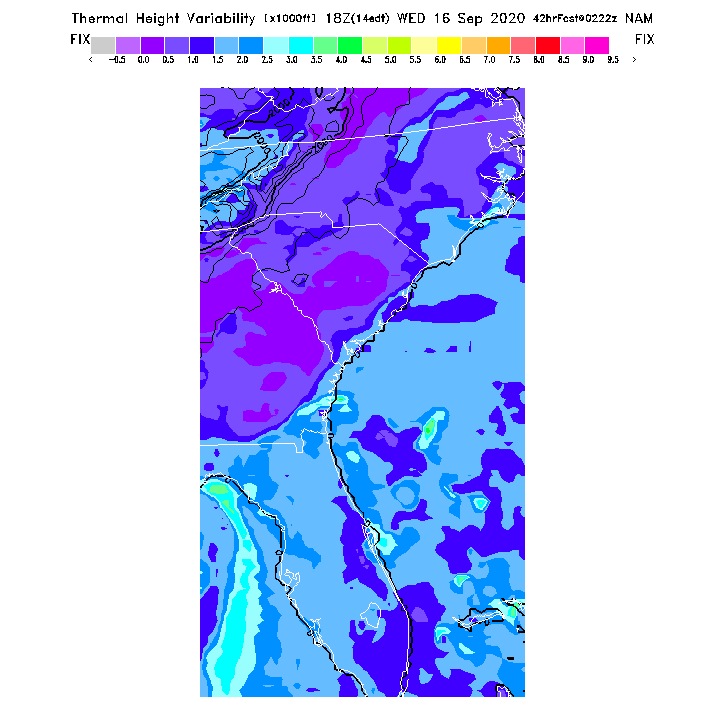 Thermal Height Variability [x1000ft] 18Z(14edt) WED 16 Sep 2020 42hrFcst@0222z NAM
FIX FIX
< -0.5 0.0 0.5 1.0 1.5 2.0 2.5 3.0 3.5 4.0 4.5 5.0 5.5 6.0 6.5 7.0 7.5 8.0 8.5 9.0 9.5 >